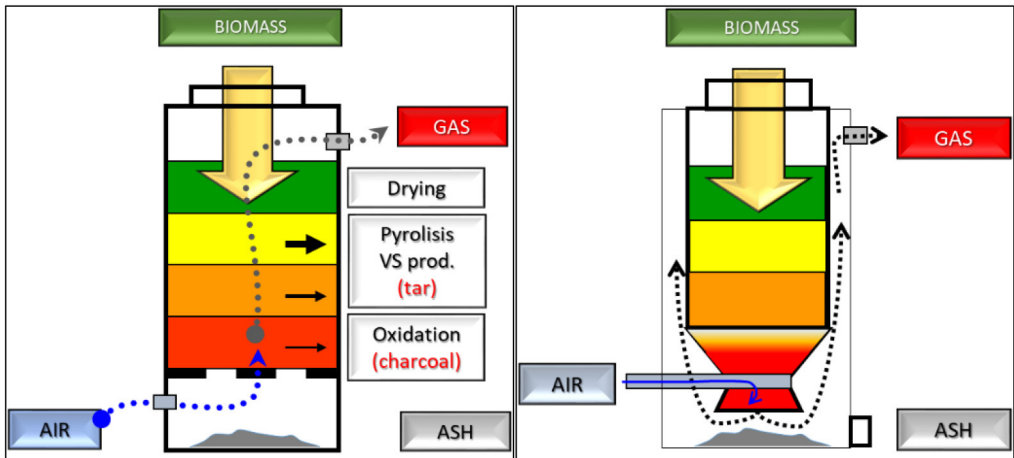 BIOMASS
GAS
Drying
Pyrolisis
VS prod.
(tar)
Oxidation
(charcoal)
AIR
ASH
BIOMASS
GAS
AIR
ASH